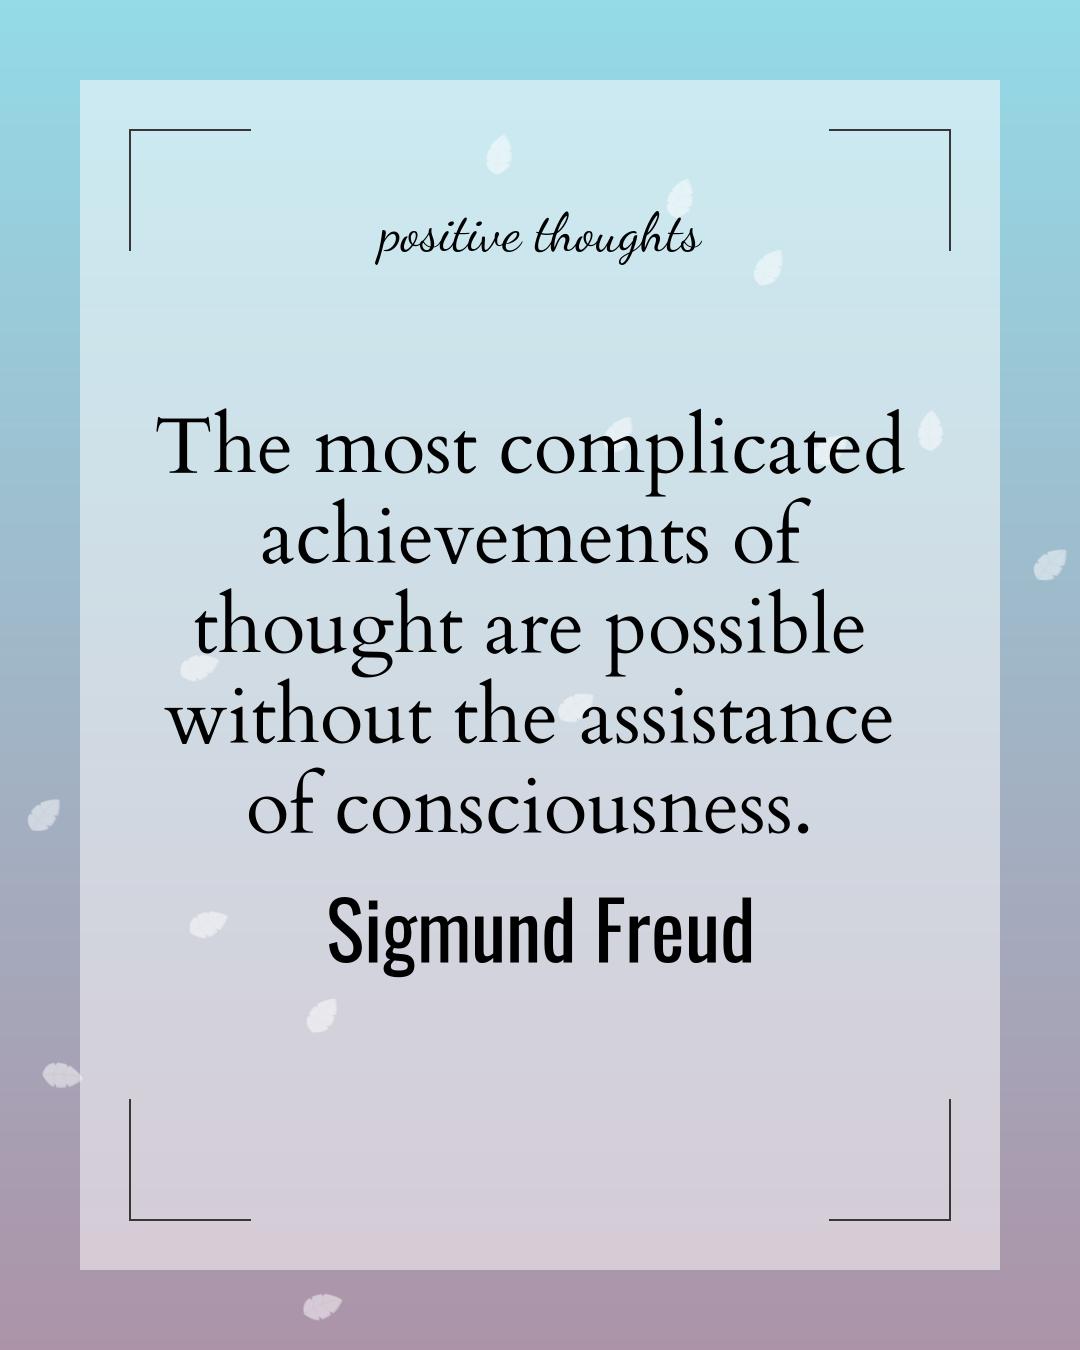 positive thoughts
The most complicated
achievements of
thought are possible
without the assistance
of consciousness.
Sigmund Freud